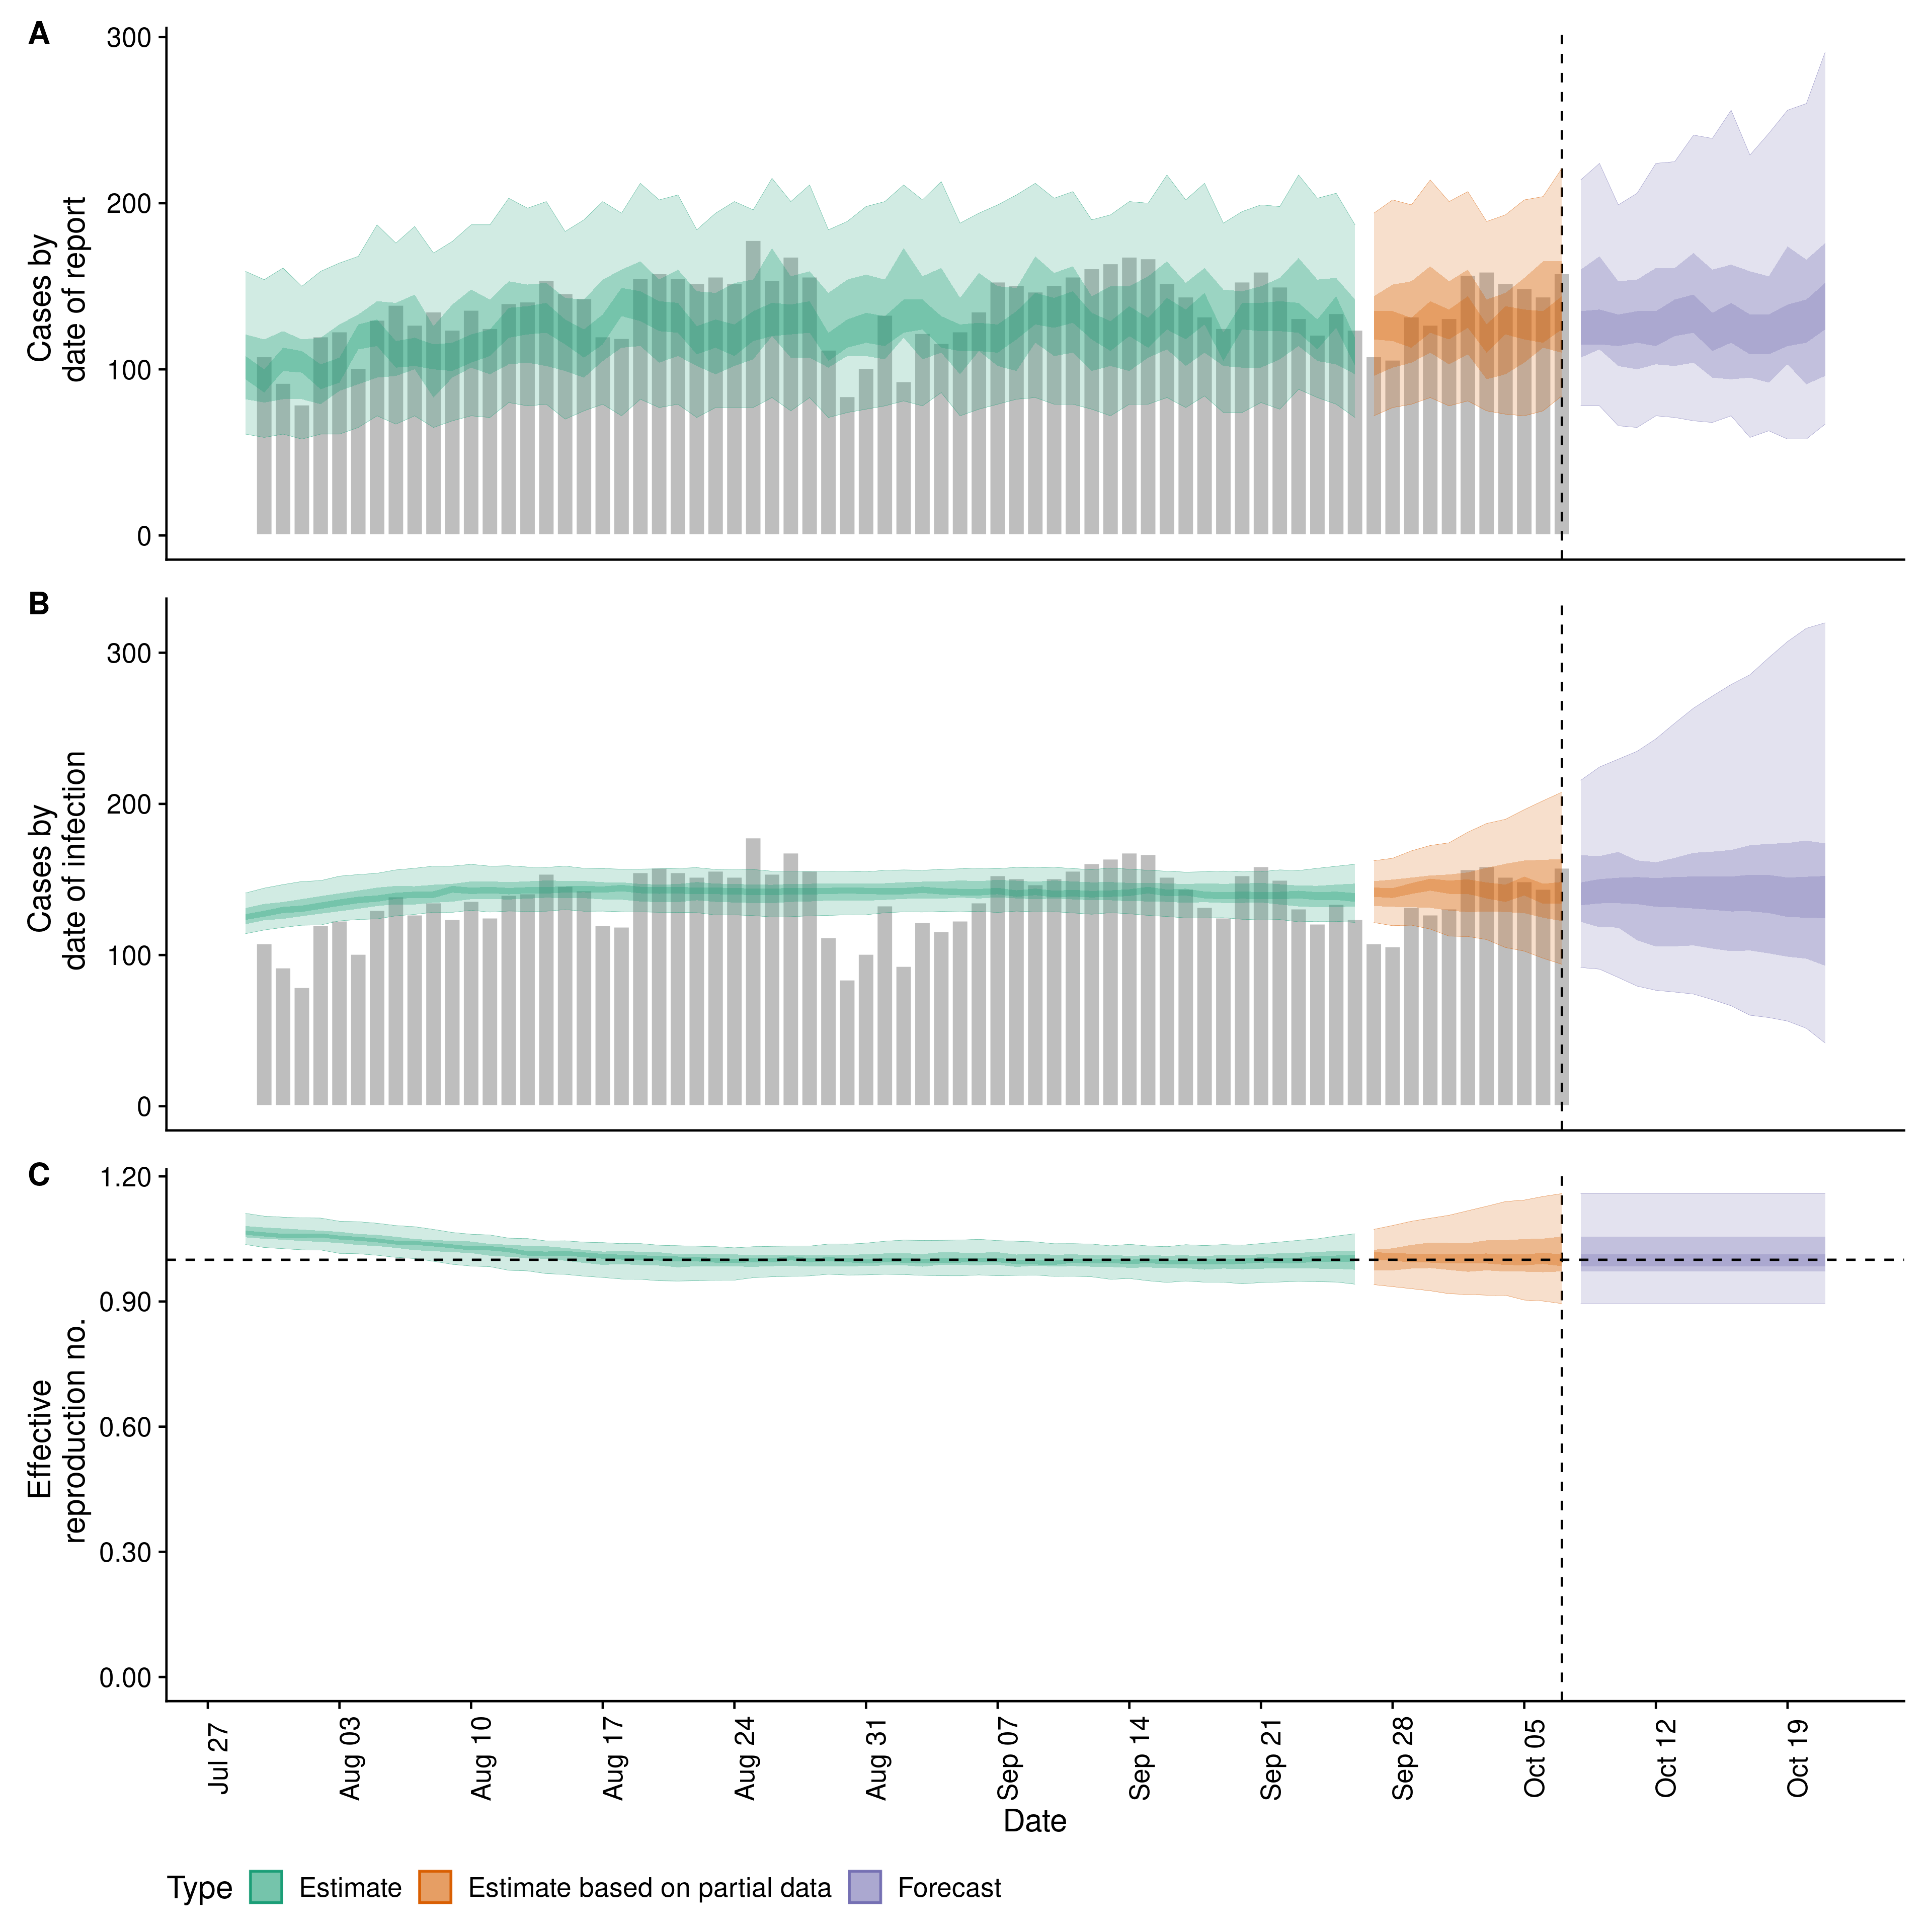 A
300
200
100
0
Cases by
date of report
B
300
200
100
0
Cases by
date of infection
C
1.20
0.90
0.60
0.30
0.00
Effective
reproduction no.
Jul 27
Aug 03
Aug 10
Aug 17
Aug 24
Aug 31
Sep 07
Sep 14
Sep 21
Sep 28
Oct 05
Oct 12
Oct 19
Date
Type Estimate Estimate based on partial data Forecast